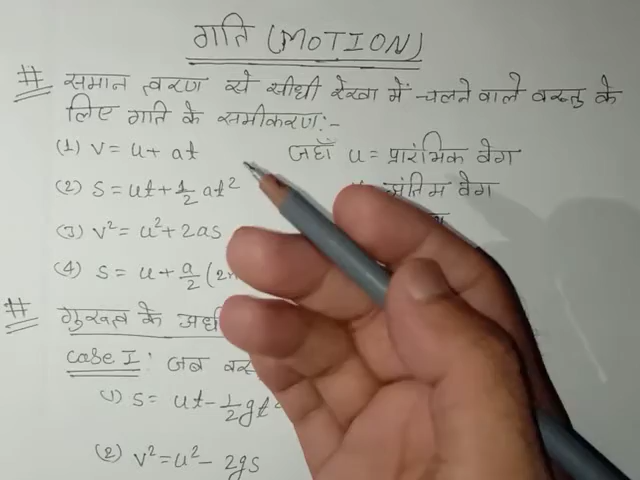 गति (MOTION)
# समान त्वरण से सीधी रेखा में चलने वाले वस्तु के
लिए गति के समीकरण:-
(1) v = u + at जहाँ u = प्रारंभिक वेग
(2) s = ut + 1/2 at² अंतिम वेग
(3) v² = u² + 2as
(4) s = u + a/2 (2n
# गुरुत्व के अधी
Case I : जब वस्
(1) s = ut - 1/2 gt²
(2) v² = u² - 2gs